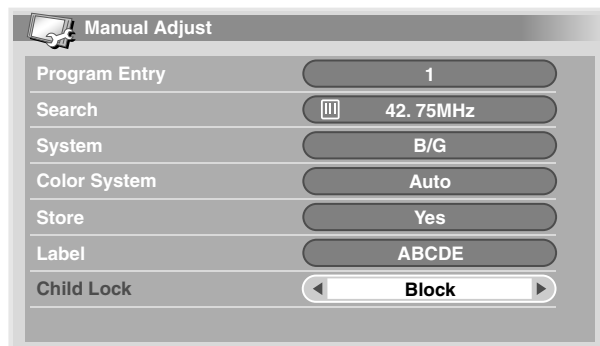 Manual Adjust
Program Entry 1
Search 42. 75MHz
System B/G
Color System Auto
Store Yes
Label ABCDE
Child Lock Block